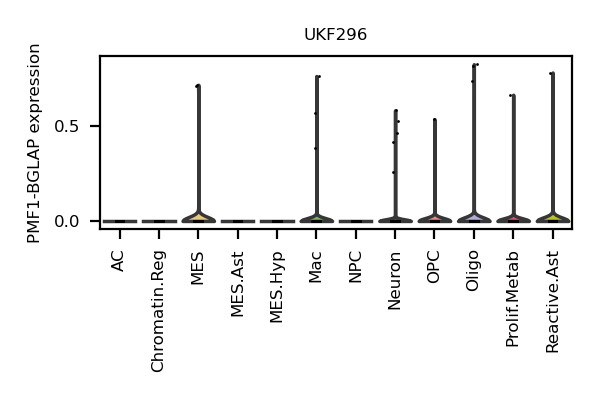 UKF296
PMF1-BGLAP expression
0.5
0.0
AC
Chromatin.Reg
MES
MES.Ast
MES.Hyp
Mac
NPC
Neuron
OPC
Oligo
Prolif.Metab
Reactive.Ast